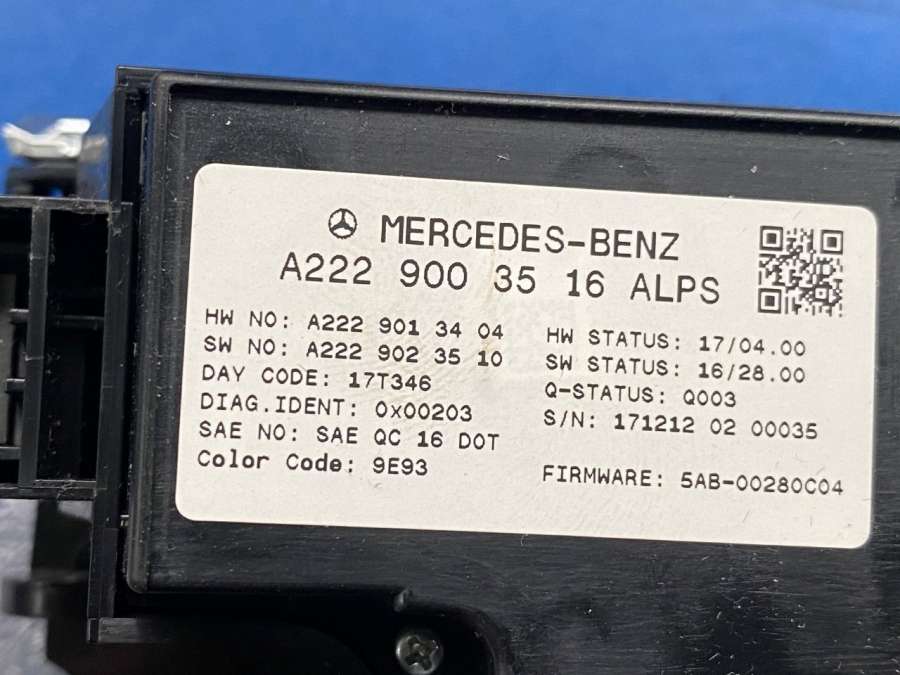 MERCEDES-BENZ
A222 900 35 16 ALPS
HW NO: A222 901 34 04
SW NO: A222 902 35 10
DAY CODE: 17T346
DIAG.IDENT: 0x00203
SAE NO: SAE QC 16 DOT
Color Code: 9E93
HW STATUS: 17/04.00
SW STATUS: 16/28.00
Q-STATUS: Q003
S/N: 171212 02 00035
FIRMWARE: 5AB-00280C04